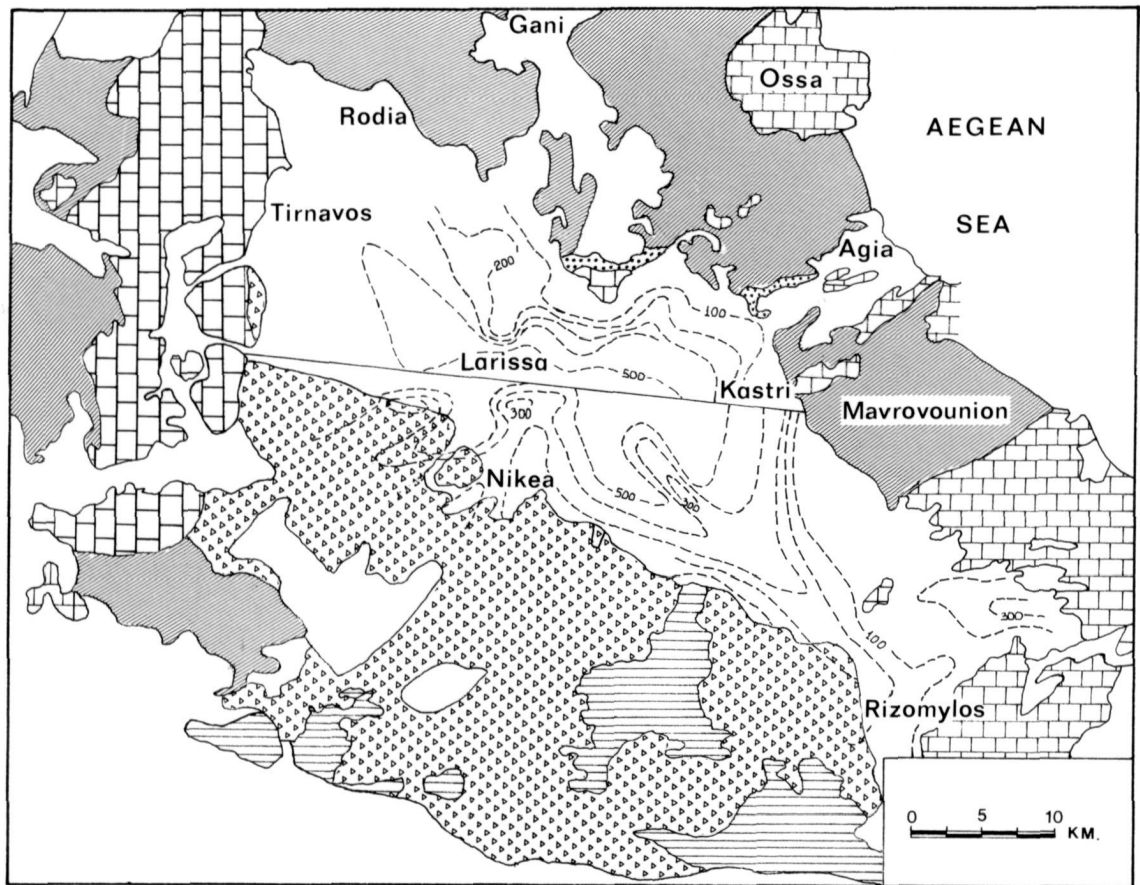 Gani
Ossa
Rodia
AEGEAN
Tirnavos
SEA
Agia
200
100
Larissa
500
Kastri
300
Mavrovounion
Nikea
500
300
300
100
Rizomylos
0 5 10
KM.